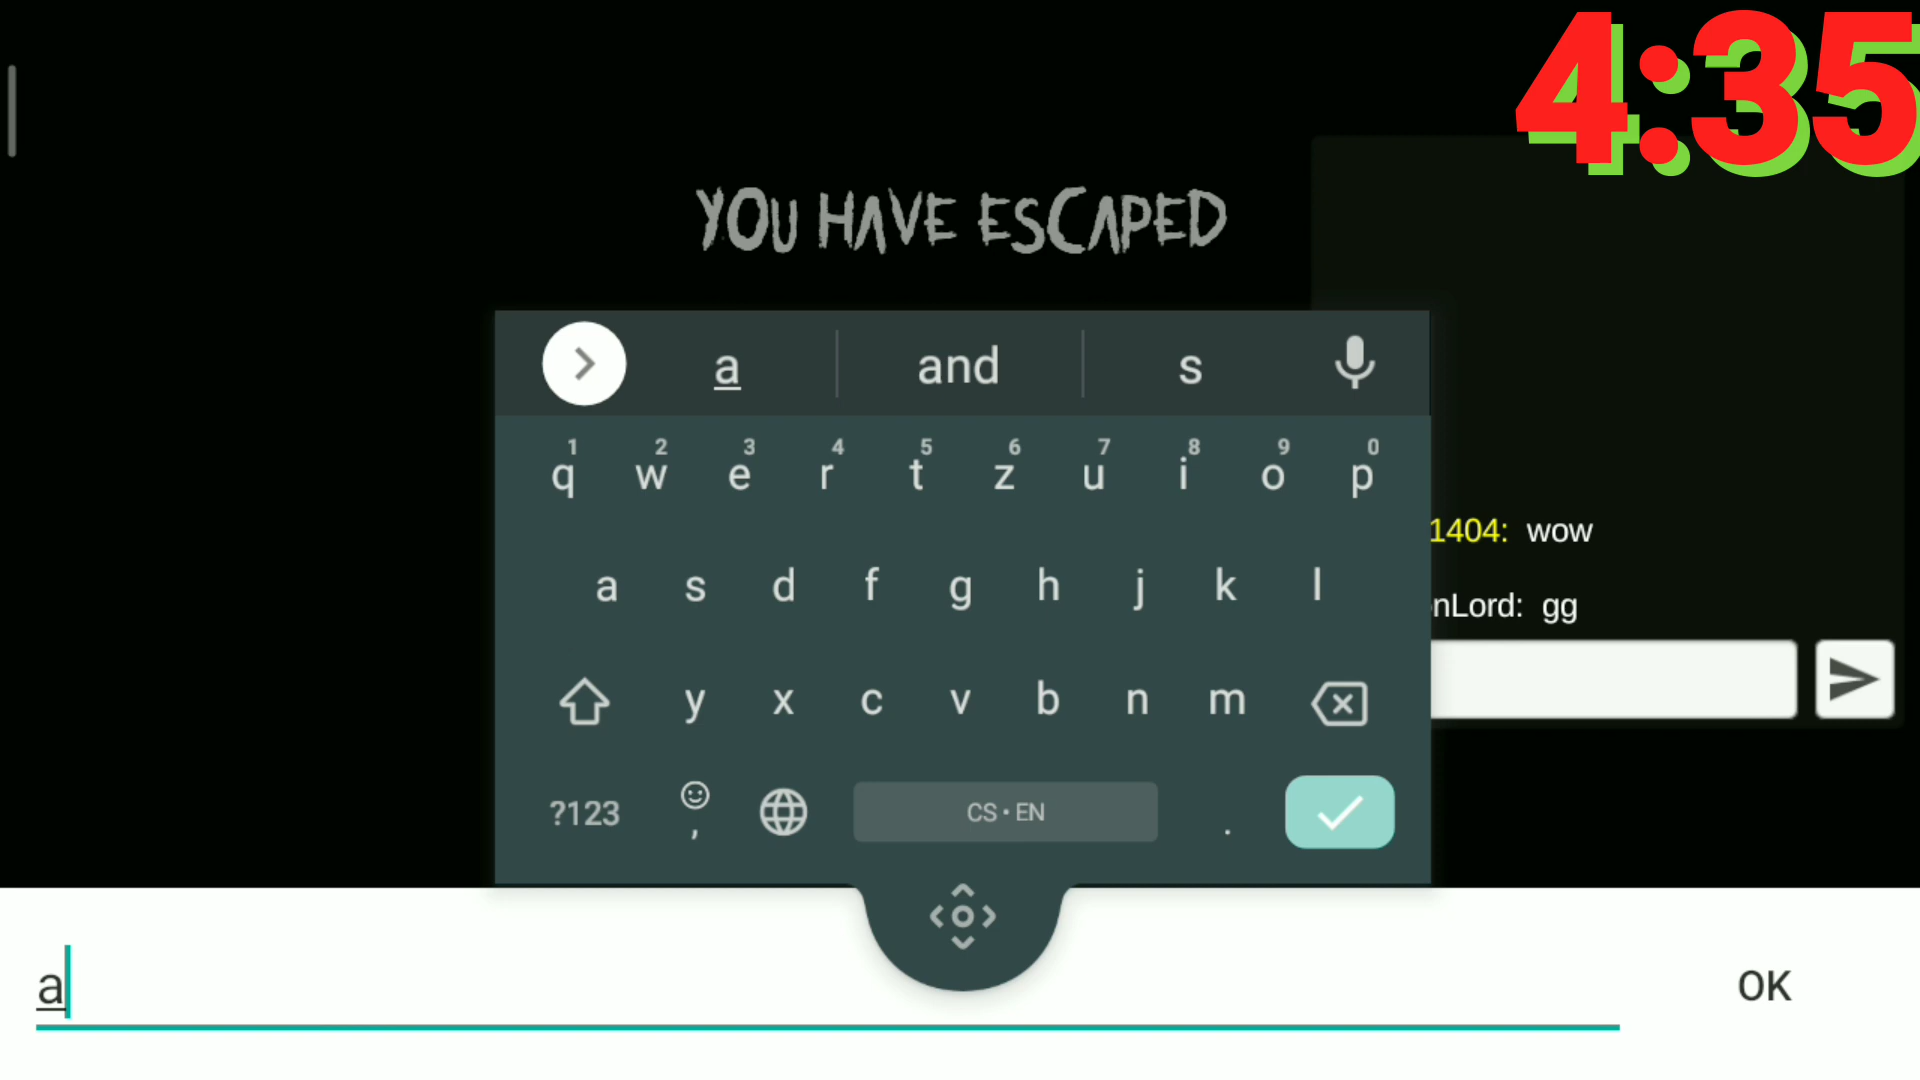 4:35
YOU HAVE ESCAPED
a and s
1 2 3 4 5 6 7 8 9 0
q w e r t z u i o p
1404: wow
a s d f g h j k l
nLord: gg
y x c v b n m
?123 , CS • EN .
a
OK